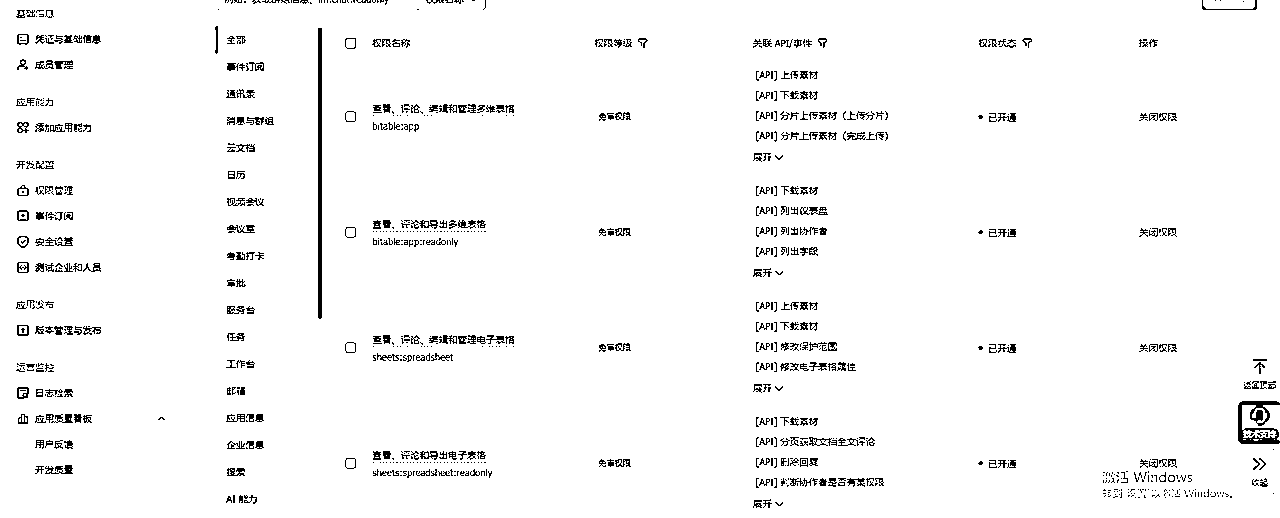 基础信息
凭证与基础信息
成员管理
应用能力
添加应用能力
开发配置
权限管理
事件订阅
安全设置
测试企业和人员
应用发布
版本管理与发布
运营监控
日志检索
应用质量看板
用户反馈
开发质量
全部
事件订阅
通讯录
消息与群组
云文档
日历
视频会议
会议室
考勤打卡
审批
服务台
任务
工作台
邮箱
应用信息
企业信息
搜索
AI 能力
权限名称 权限等级 关联 API/事件 权限状态 操作
查看、评论、编辑和管理多维表格
bitable:app
免审权限
[API] 上传素材
[API] 下载素材
[API] 分片上传素材（上传分片）
[API] 分片上传素材（完成上传）
展开
已开通
关闭权限
查看、评论和导出多维表格
bitable:app:readonly
免审权限
[API] 下载素材
[API] 列出仪表盘
[API] 列出协作者
[API] 列出字段
展开
已开通
关闭权限
查看、评论、编辑和管理电子表格
sheets:spreadsheet
免审权限
[API] 上传素材
[API] 下载素材
[API] 修改保护范围
[API] 修改电子表格属性
展开
已开通
关闭权限
查看、评论和导出电子表格
sheets:spreadsheet:readonly
免审权限
[API] 下载素材
[API] 分页获取文档全文评论
[API] 删除回复
[API] 判断协作者是否有某权限
展开
已开通
关闭权限
返回顶部
技术支持
收起
激活 Windows
转到"设置"以激活 Windows。